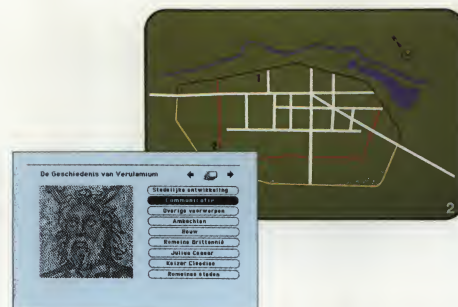 1
2
2
De Geschiedenis van Verulamium
Stedelijke ontwikkeling
Communicatie
Overige voorwerpen
Ambachten
Bouw
Romeins Brittannië
Julius Caesar
Keizer Claudius
Romeinse steden